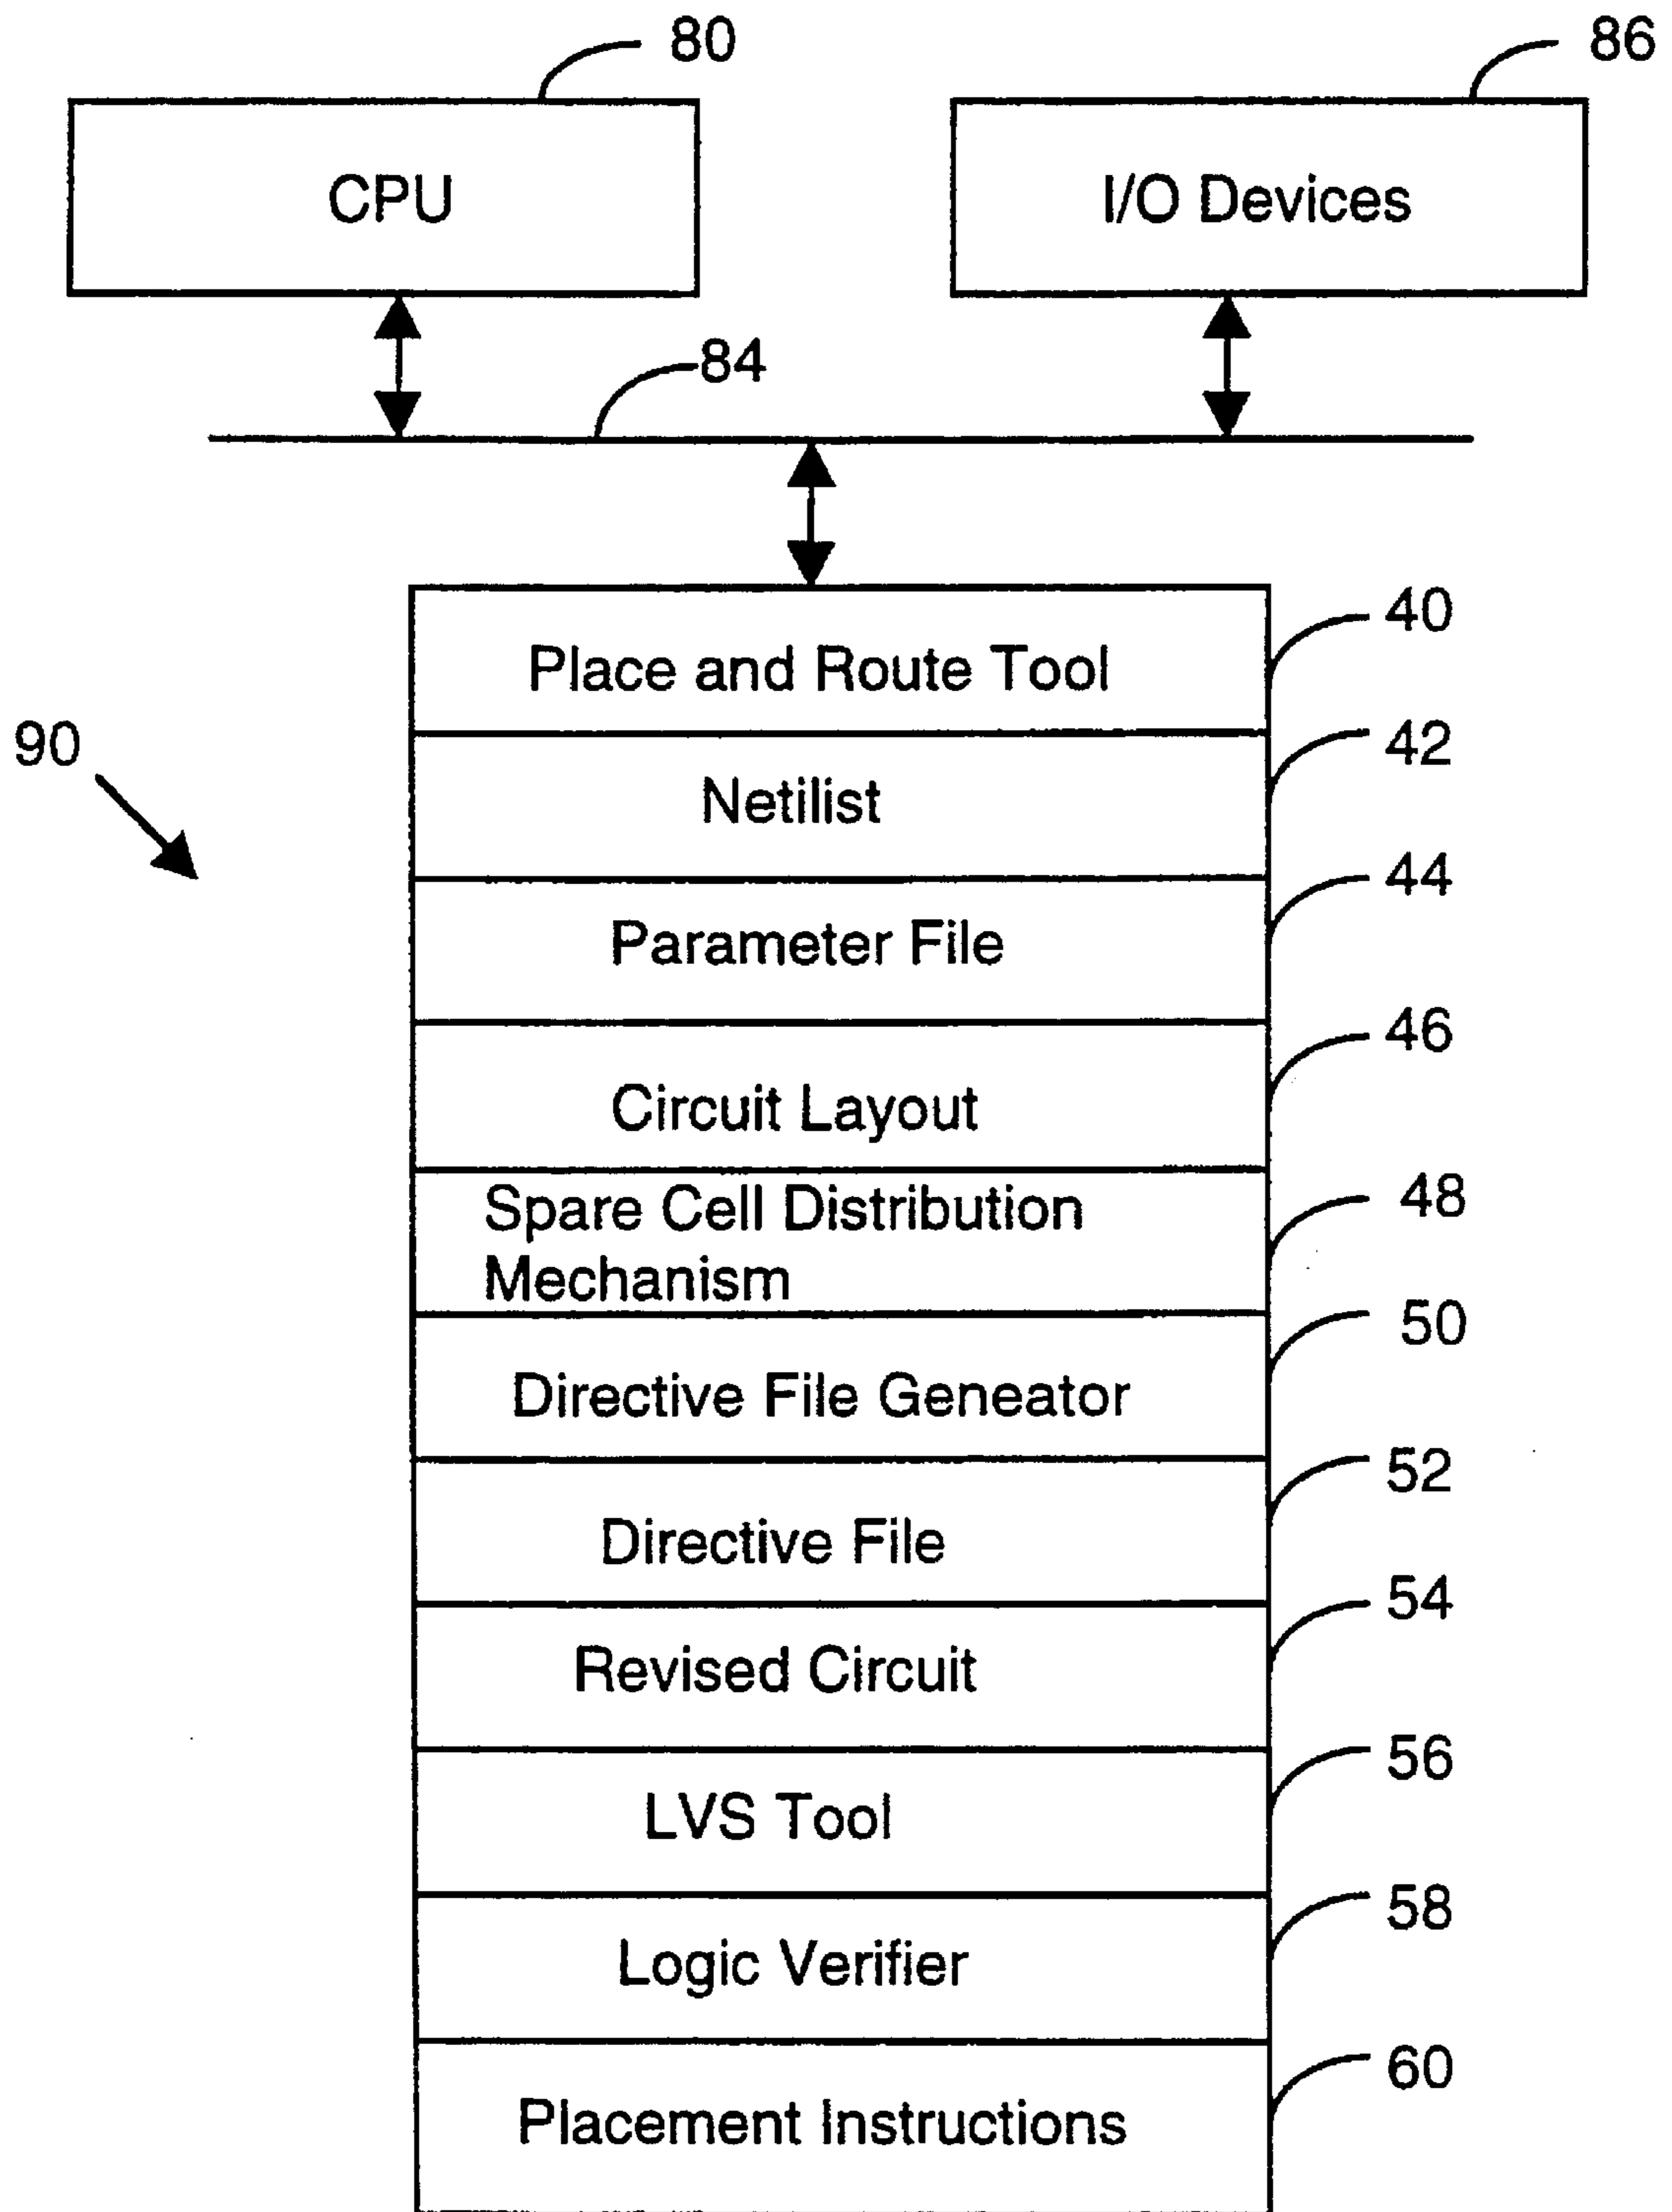 80
86
CPU
I/O Devices
84
Place and Route Tool
40
90
Netilist
42
Parameter File
44
Circuit Layout
46
Spare Cell Distribution
Mechanism
48
Directive File Geneator
50
Directive File
52
Revised Circuit
54
LVS Tool
56
Logic Verifier
58
Placement Instructions
60